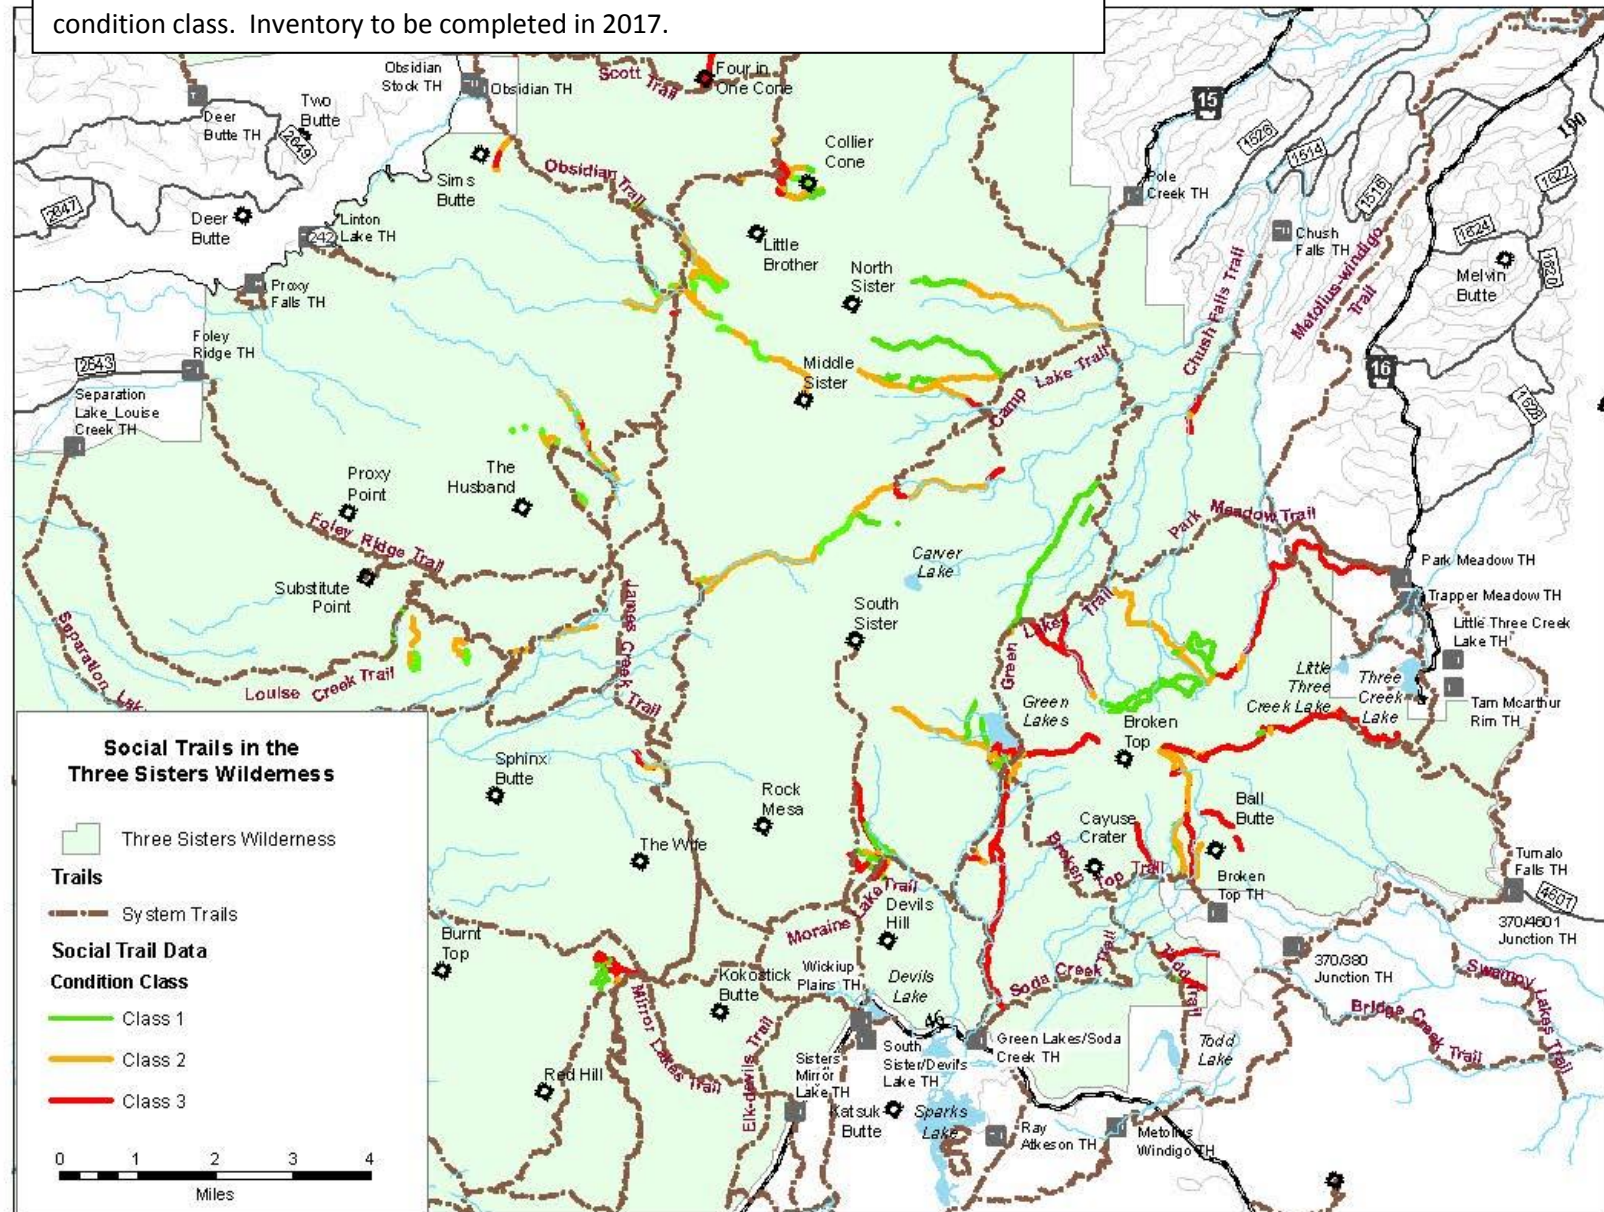 condition class.  Inventory to be completed in 2017.
Obsidian
Stock TH
Obsidian TH
Scott Trail
Four in
One Cone
15
Deer
Butte TH
Two
Butte
2649
1526
1514
190
Collier
Cone
1516
1522
Sims
Butte
Obsidian Trail
Pole
Creek TH
2647
Deer
Butte
Linton
Lake TH
242
Little
Brother
Chush
Falls TH
1624
Metolius-windigo
Trail
Melvin
Butte
1620
North
Sister
Proxy
Falls TH
Chush Falls Trail
Foley
Ridge TH
2643
Middle
Sister
Camp Lake Trail
16
1628
Separation
Lake_Louise
Creek TH
Proxy
Point
The
Husband
Foley Ridge Trail
Park Meadow Trail
Carver
Lake
Park Meadow TH
Substitute
Point
Trapper Meadow TH
South
Sister
Green Lakes Trail
Little Three Creek
Lake TH
Separation Lake
James Creek Trail
Louise Creek Trail
Little
Three
Creek Lake
Three
Creek
Lake
Green
Lakes
Tam Mcarthur
Rim TH
Broken
Top
Social Trails in the
Three Sisters Wilderness
Sphinx
Butte
Rock
Mesa
Ball
Butte
Three Sisters Wilderness
Cayuse
Crater
The Wife
Broken Top Trail
Tumalo
Falls TH
Trails
Broken
Top TH
4601
System Trails
Moraine Lake Trail
Devils
Hill
370/4601
Junction TH
Social Trail Data
Burnt
Top
Condition Class
Wickiup
Plains TH
Devils
Lake
Soda Creek Trail
Todd Trail
370/380
Junction TH
Swampy Lakes Trail
Kokostick
Butte
Class 1
Mirror Lakes Trail
46
Bridge Creek Trail
Class 2
Elk-devils Trail
Sisters
Mirror
Lake TH
South
Sister/Devils
Lake TH
Green Lakes/Soda
Creek TH
Todd
Lake
Red Hill
Class 3
Katsuk
Butte
Sparks
Lake
Ray
Atkeson TH
Metolius
Windigo TH
0 1 2 3 4
Miles